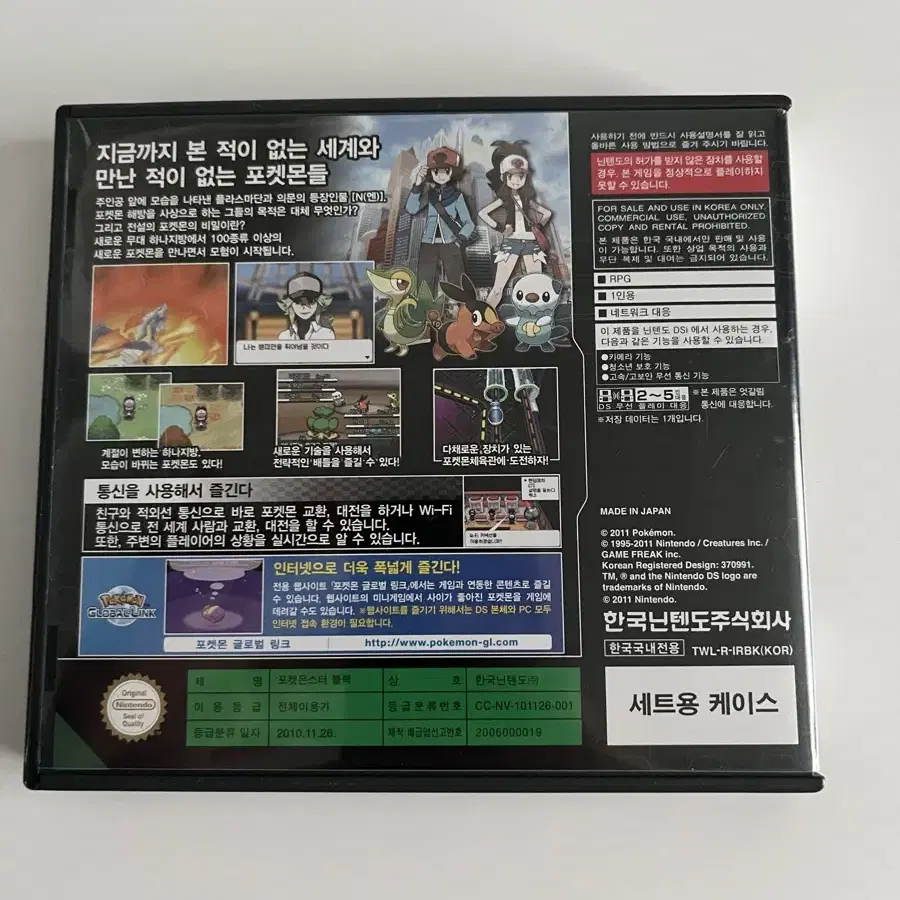 지금까지 본 적이 없는 세계와
만난 적이 없는 포켓몬들
주인공 앞에 모습을 나타낸 플라스마단과 의문의 등장인물 [N(엔)].
포켓몬 해방을 사상으로 하는 그들의 목적은 대체 무엇인가?
그리고 전설의 포켓몬의 비밀이란?
새로운 무대 하나지방에서 100종류 이상의
새로운 포켓몬을 만나면서 모험이 시작됩니다.
나는 챔피언을 뛰어넘을 것이다
계절이 변하는 하나지방.
모습이 바뀌는 포켓몬도 있다!
새로운 기술을 사용해서
전략적인 배틀을 즐길 수 있다!
다채로운 장치가 있는
포켓몬체육관에 도전하자!
통신을 사용해서 즐긴다
친구와 적외선 통신으로 바로 포켓몬 교환, 대전을 하거나 Wi-Fi
통신으로 전 세계 사람과 교환, 대전을 할 수 있습니다.
또한, 주변의 플레이어의 상황을 실시간으로 알 수 있습니다.
인터넷으로 더욱 폭넓게 즐긴다!
전용 웹사이트 「포켓몬 글로벌 링크」에서는 게임과 연동한 콘텐츠로 즐길
수 있습니다. 웹사이트의 미니게임에서 사이가 좋아진 포켓몬을 게임에
데려갈 수도 있습니다. ※웹사이트를 즐기기 위해서는 DS 본체와 PC 모두
인터넷 접속 환경이 필요합니다.
Pokémon
GLOBAL LINK
포켓몬 글로벌 링크
http://www.pokemon-gl.com
Original
Nintendo
Seal of
Quality
제 명 포켓몬스터 블랙 상 호 한국닌텐도㈜
이 용 등 급 전체이용가 등급분류번호 CC-NV-101126-001
등급분류 일자 2010.11.26. 제작·배급업신고번호 2006000019
사용하기 전에 반드시 사용설명서를 잘 읽고
올바른 사용 방법으로 즐겨 주시기 바랍니다.
닌텐도의 허가를 받지 않은 장치를 사용할
경우, 본 게임을 정상적으로 플레이하지
못할 수 있습니다.
FOR SALE AND USE IN KOREA ONLY.
COMMERCIAL USE, UNAUTHORIZED
COPY AND RENTAL PROHIBITED.
본 제품은 한국 국내에서만 판매 및 사용
이 가능합니다. 또한 상업 목적의 사용과
무단 복제 및 대여는 금지되어 있습니다.
■ RPG
■ 1인용
■ 네트워크 대응
이 제품을 닌텐도 DSi 에서 사용하는 경우,
다음과 같은 기능을 사용할 수 있습니다.
●카메라 기능
●청소년 보호 기능
●고속/고보안 무선 통신 기능
2~5
DS 무선 플레이 대응
※본 제품은 엇갈림
통신에 대응합니다.
※저장 데이터는 1개입니다.
MADE IN JAPAN
© 2011 Pokémon.
© 1995-2011 Nintendo / Creatures Inc. /
GAME FREAK inc.
Korean Registered Design: 370991.
TM, ® and the Nintendo DS logo are
trademarks of Nintendo.
© 2011 Nintendo.
한국닌텐도주식회사
한국국내전용 TWL-R-IRBK(KOR)
세트용 케이스